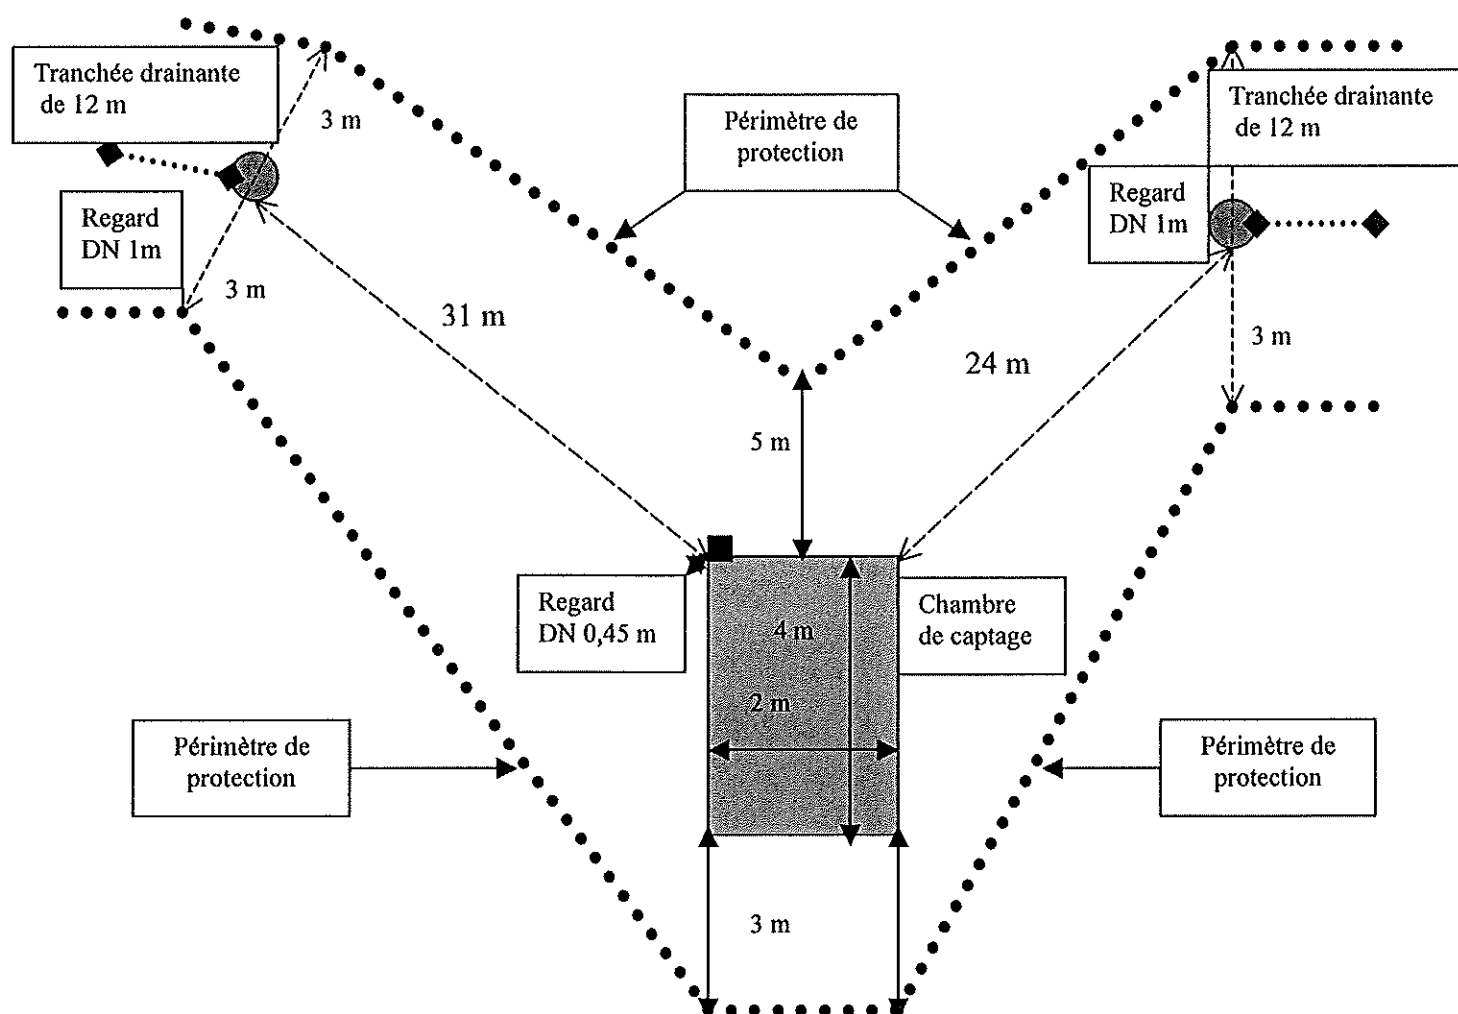 Tranchée drainante
de 12 m
3 m
Périmètre de
protection
Tranchée drainante
de 12 m
Regard
DN 1m
3 m
Regard
DN 1m
31 m
24 m
3 m
5 m
Regard
DN 0,45 m
4 m
2 m
Chambre
de captage
Périmètre de
protection
Périmètre de
protection
3 m